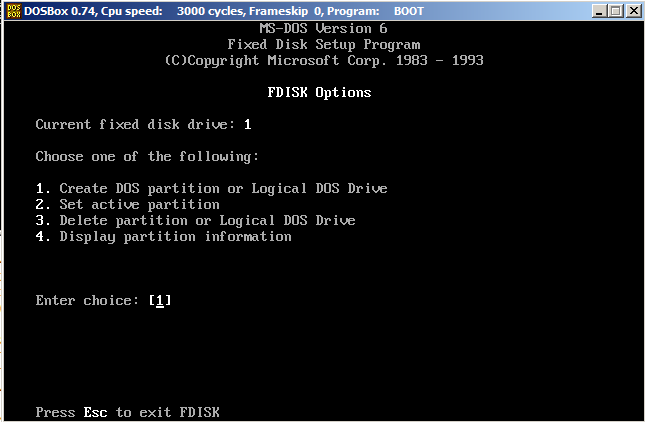 DOS BOX DOSBox 0.74, Cpu speed: 3000 cycles, Frameskip 0, Program: BOOT
MS-DOS Version 6
Fixed Disk Setup Program
(C)Copyright Microsoft Corp. 1983 - 1993
FDISK Options
Current fixed disk drive: 1
Choose one of the following:
1. Create DOS partition or Logical DOS Drive
2. Set active partition
3. Delete partition or Logical DOS Drive
4. Display partition information
Enter choice: [1]
Press Esc to exit FDISK